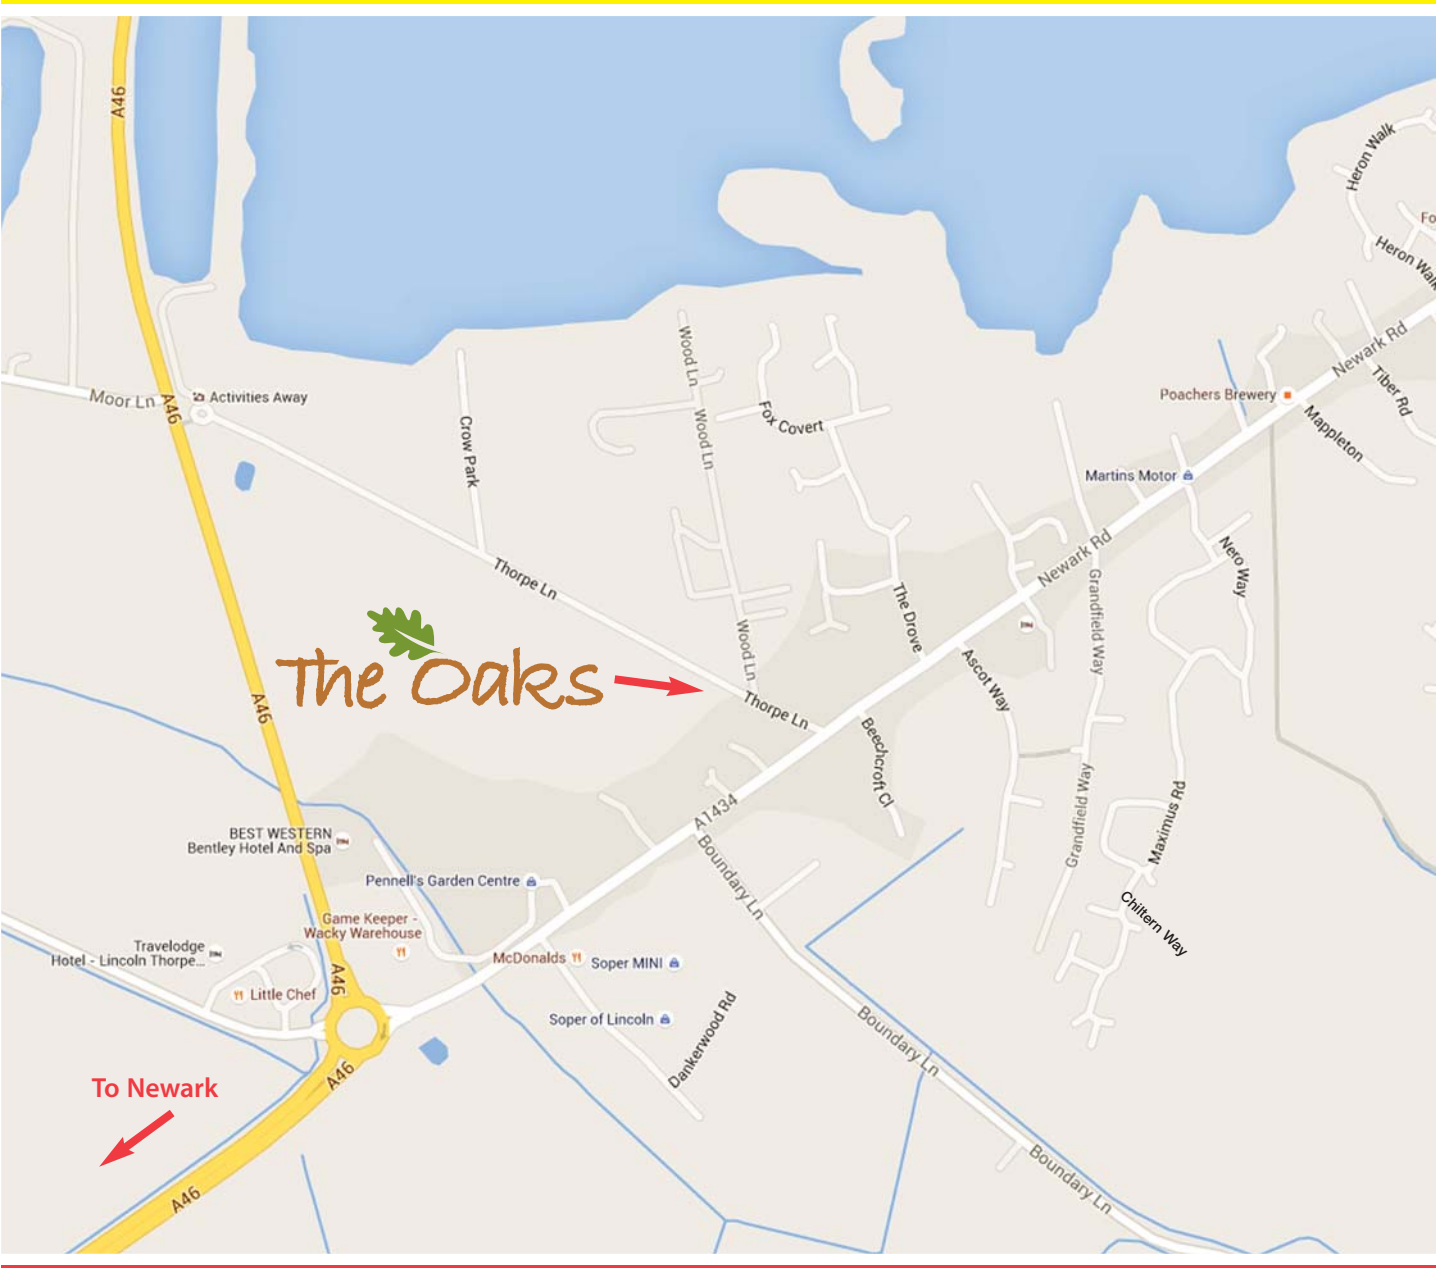 A46
Heron Walk
Fo
Heron Walk
Newark Rd
Wood Ln
Tiber Rd
Moor Ln
A46
Activities Away
Poachers Brewery
Mappleton
Fox Covert
Crow Park
Wood Ln
Martins Motor
Newark Rd
Nero Way
Thorpe Ln
The Drove
Grandfield Way
Wood Ln
The Oaks
Ascot Way
A46
Thorpe Ln
Beechcroft Cl
A1434
Grandfield Way
Maximus Rd
BEST WESTERN
Bentley Hotel And Spa
Boundary Ln
Pennell's Garden Centre
Game Keeper -
Wacky Warehouse
Chiltern Way
Travelodge
Hotel - Lincoln Thorpe...
McDonalds
Soper MINI
A46
Little Chef
Soper of Lincoln
Dankerwood Rd
Boundary Ln
A46
To Newark
Boundary Ln
A46